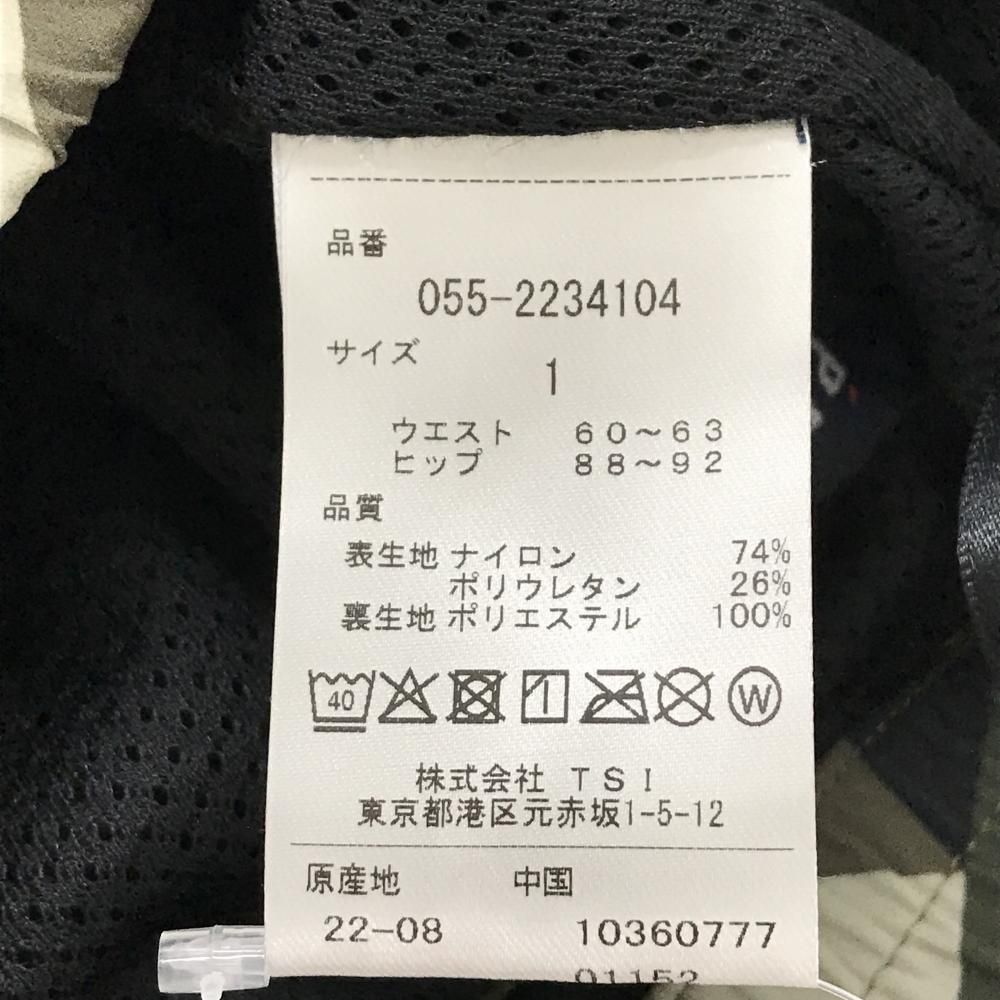 品番
055-2234104
サイズ
1
ウエスト 60～63
ヒップ 88～92
品質
表生地 ナイロン 74%
ポリウレタン 26%
裏生地 ポリエステル 100%
40
W
株式会社 TSI
東京都港区元赤坂1-5-12
原産地 中国
22-08 10360777
01152